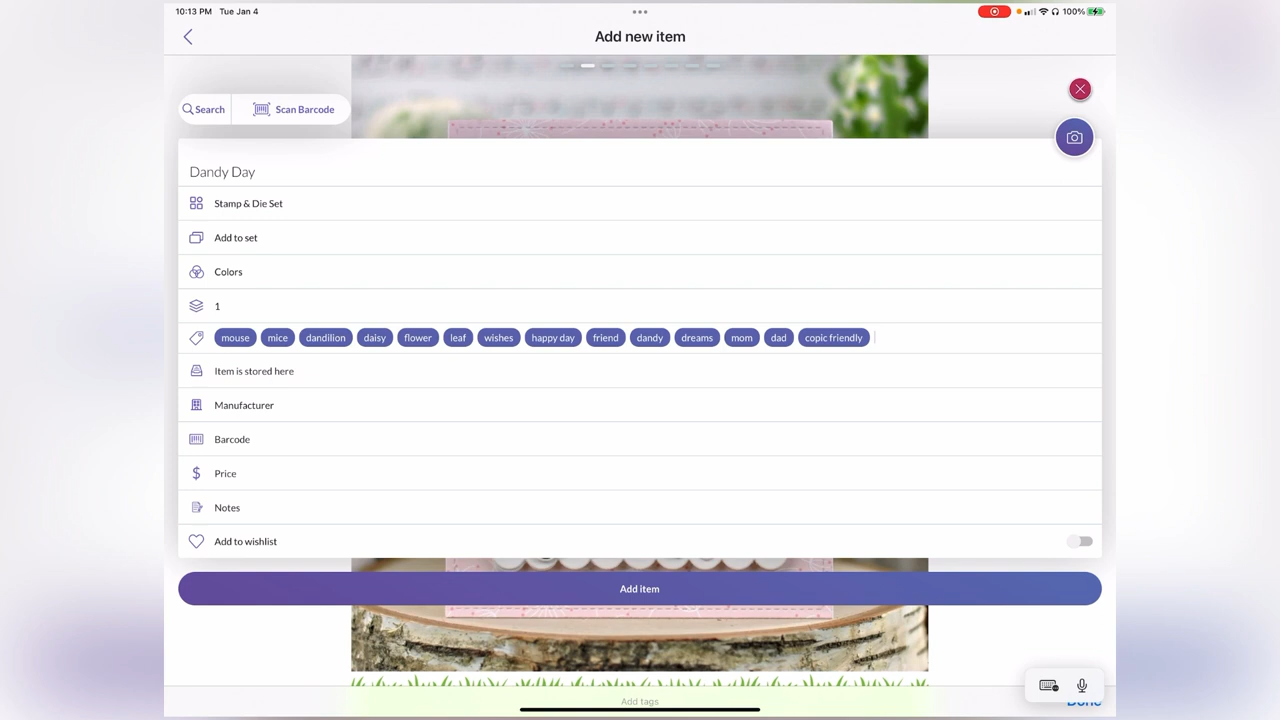 10:13 PM Tue Jan 4
100%
Add new item
Search
Scan Barcode
Dandy Day
Stamp & Die Set
Add to set
Colors
1
mouse mice dandilion daisy flower leaf wishes happy day friend dandy dreams mom dad copic friendly
Item is stored here
Manufacturer
Barcode
$ Price
Notes
Add to wishlist
Add item
Add tags
Done